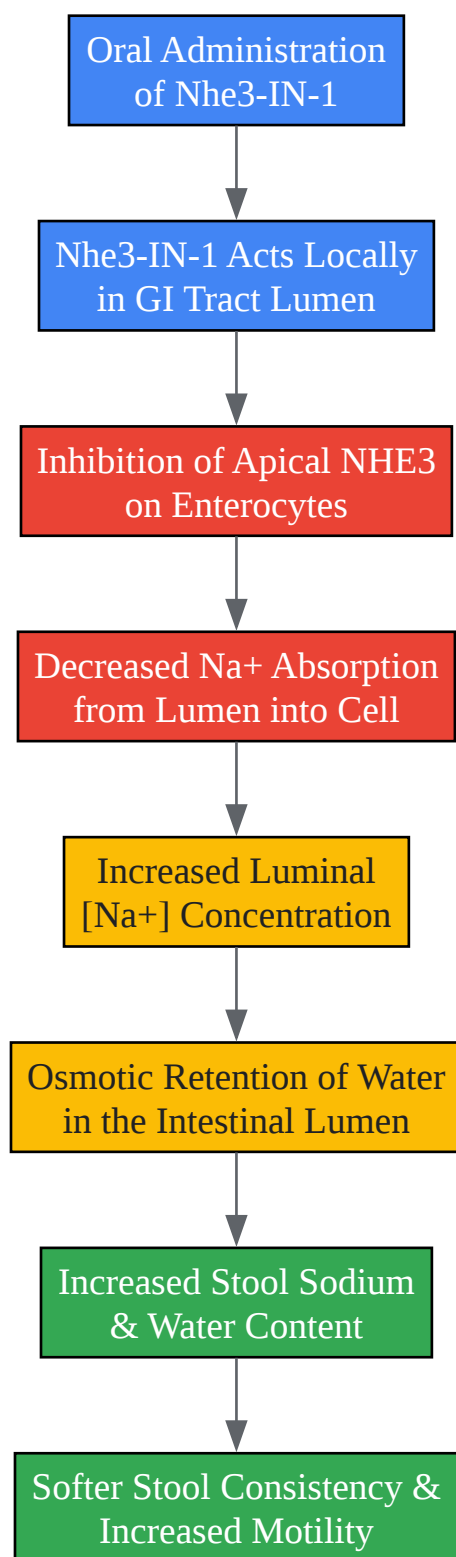 Oral Administration
of Nhe3-IN-1
Nhe3-IN-1 Acts Locally
in GI Tract Lumen
Inhibition of Apical NHE3
on Enterocytes
Decreased Na+ Absorption
from Lumen into Cell
Increased Luminal
[Na+] Concentration
Osmotic Retention of Water
in the Intestinal Lumen
Increased Stool Sodium
& Water Content
Softer Stool Consistency &
Increased Motility